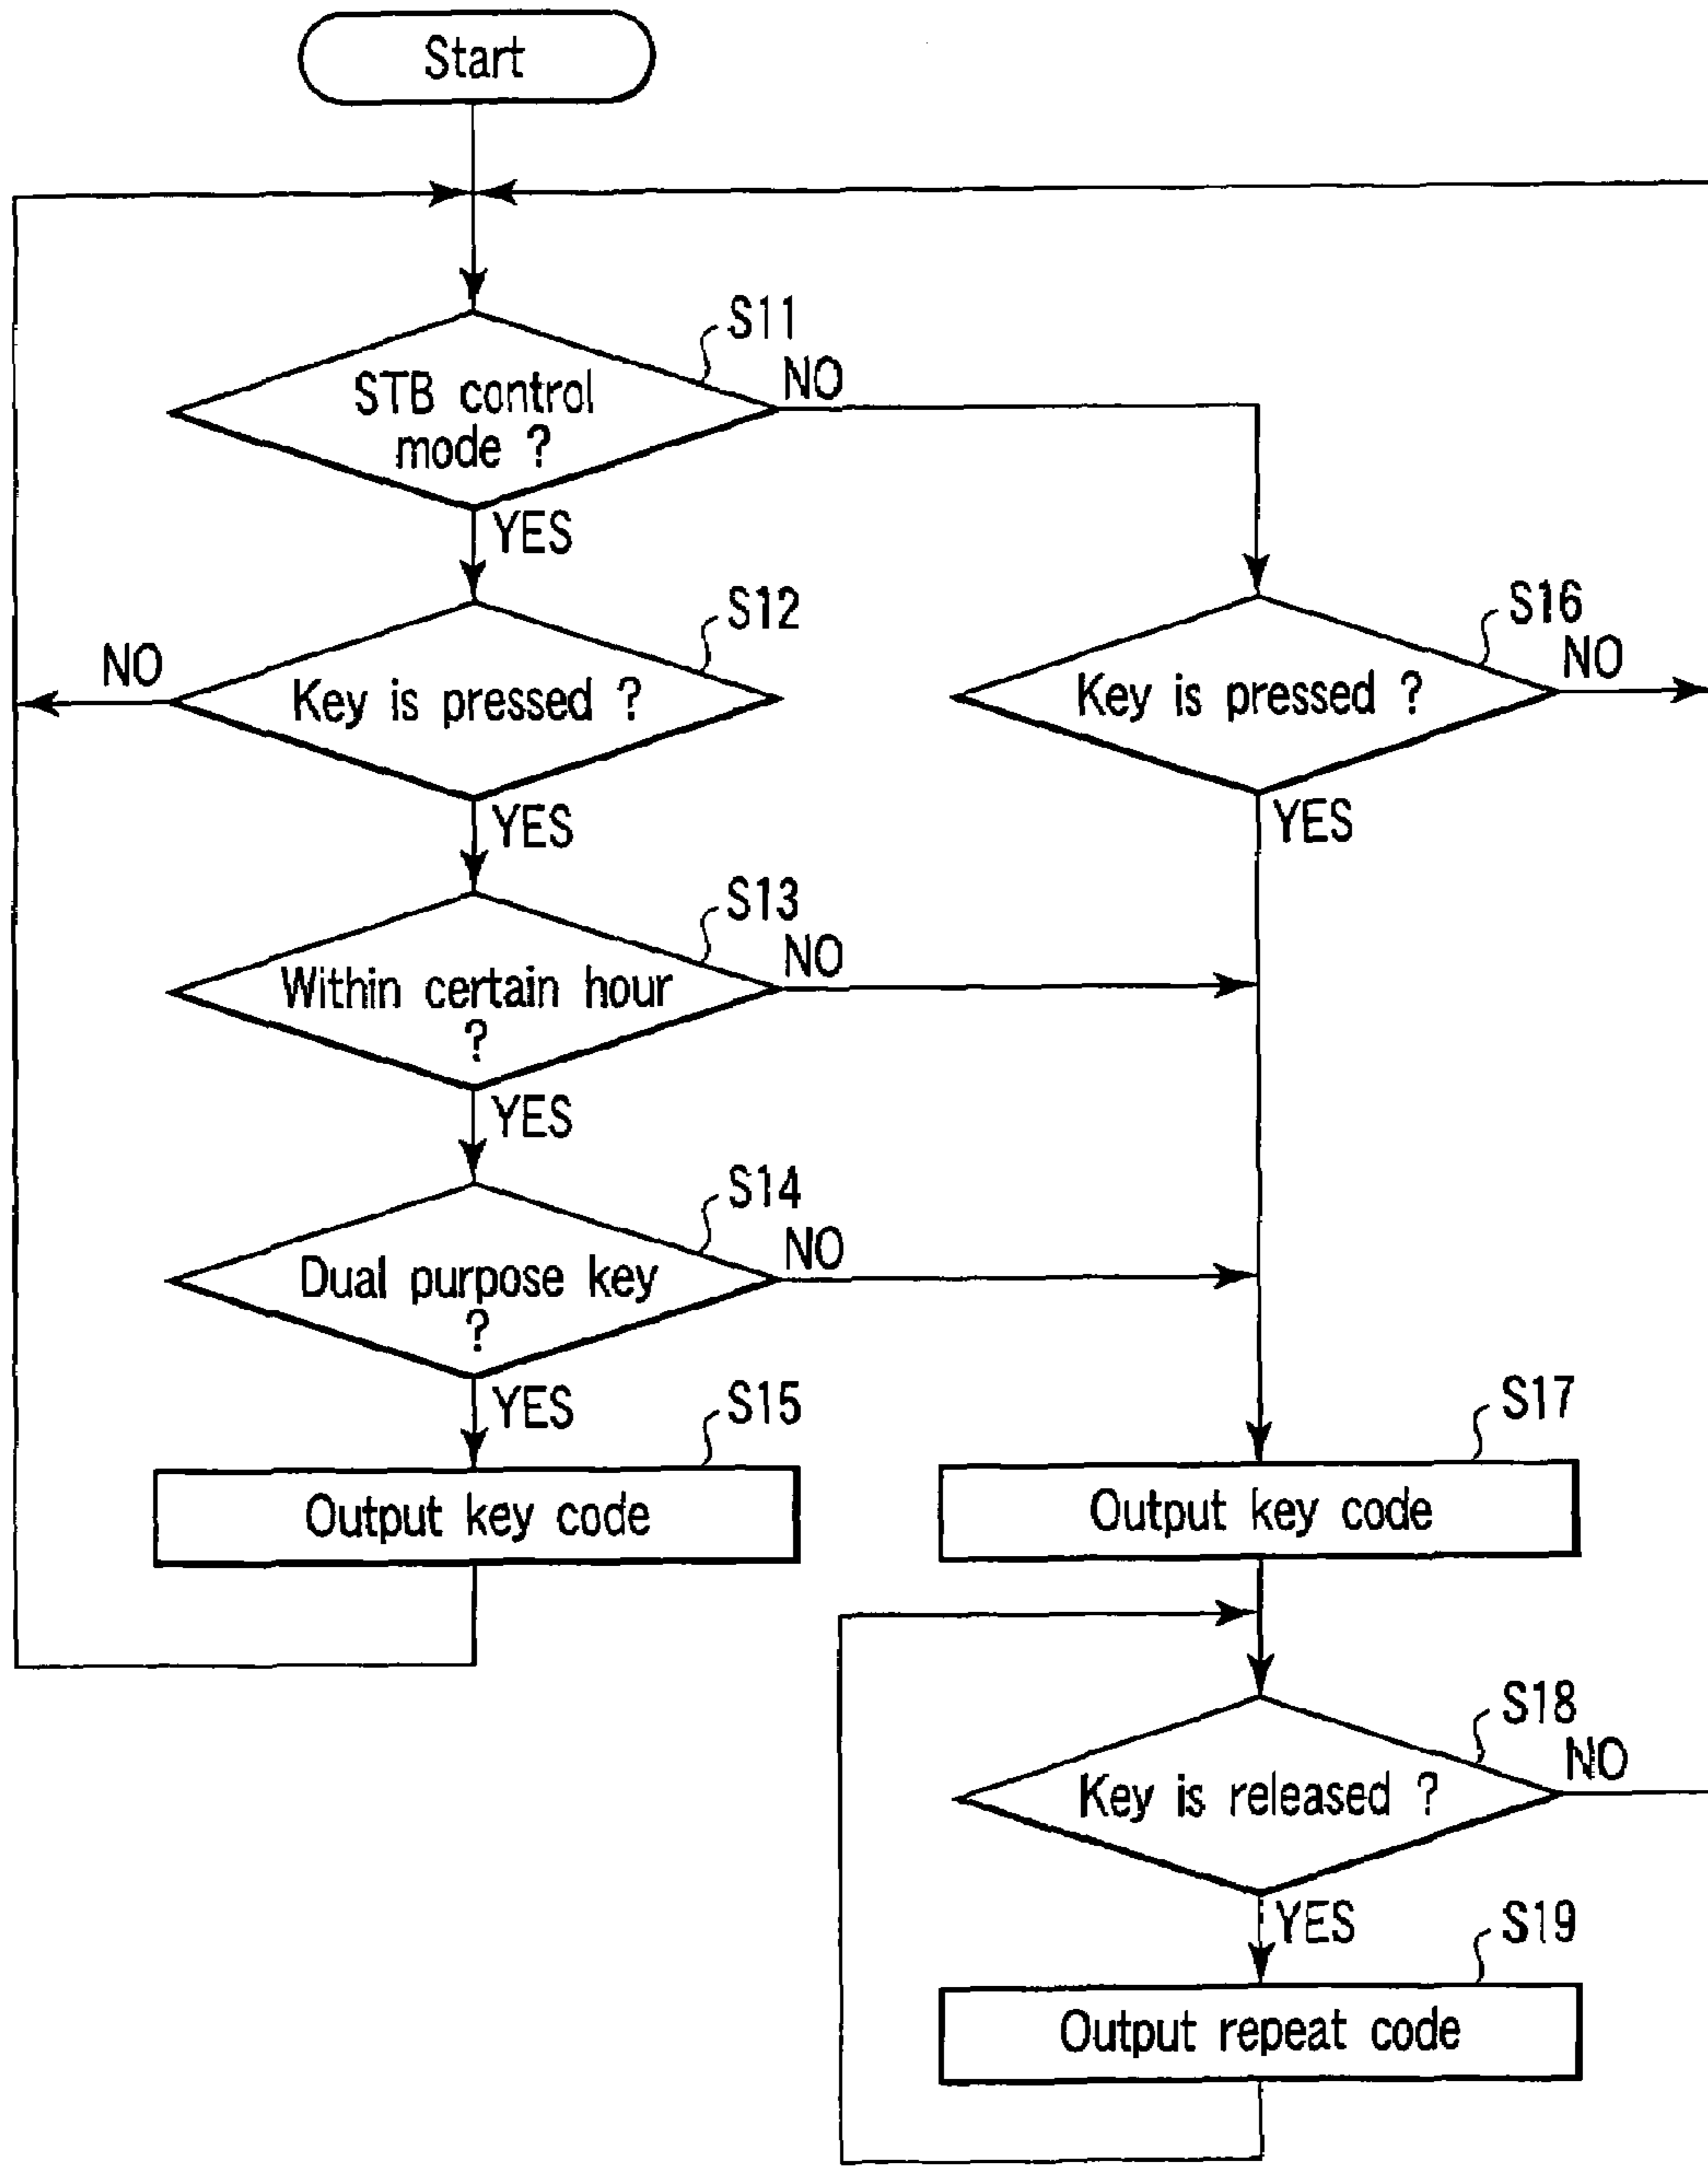 Start
S11
STB control
mode ?
NO
YES
S12
Key is pressed ?
NO
YES
S16
Key is pressed ?
NO
YES
S13
Within certain hour
?
NO
YES
S14
Dual purpose key
?
NO
YES
S15
Output key code
S17
Output key code
S18
Key is released ?
NO
YES
S19
Output repeat code